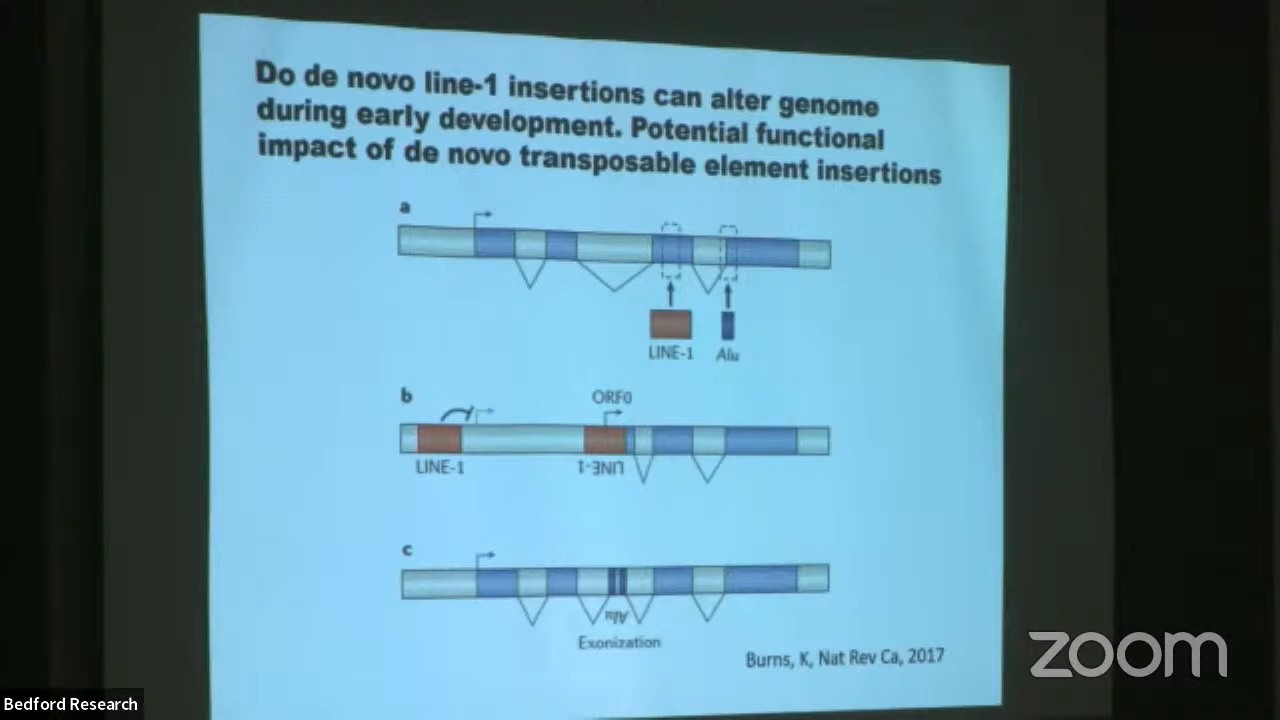 Do de novo line-1 insertions can alter genome
during early development. Potential functional
impact of de novo transposable element insertions
a
LINE-1
Alu
b
ORF0
LINE-1
LINE-1
c
Alu
Exonization
Burns, K, Nat Rev Ca, 2017
zoom
Bedford Research